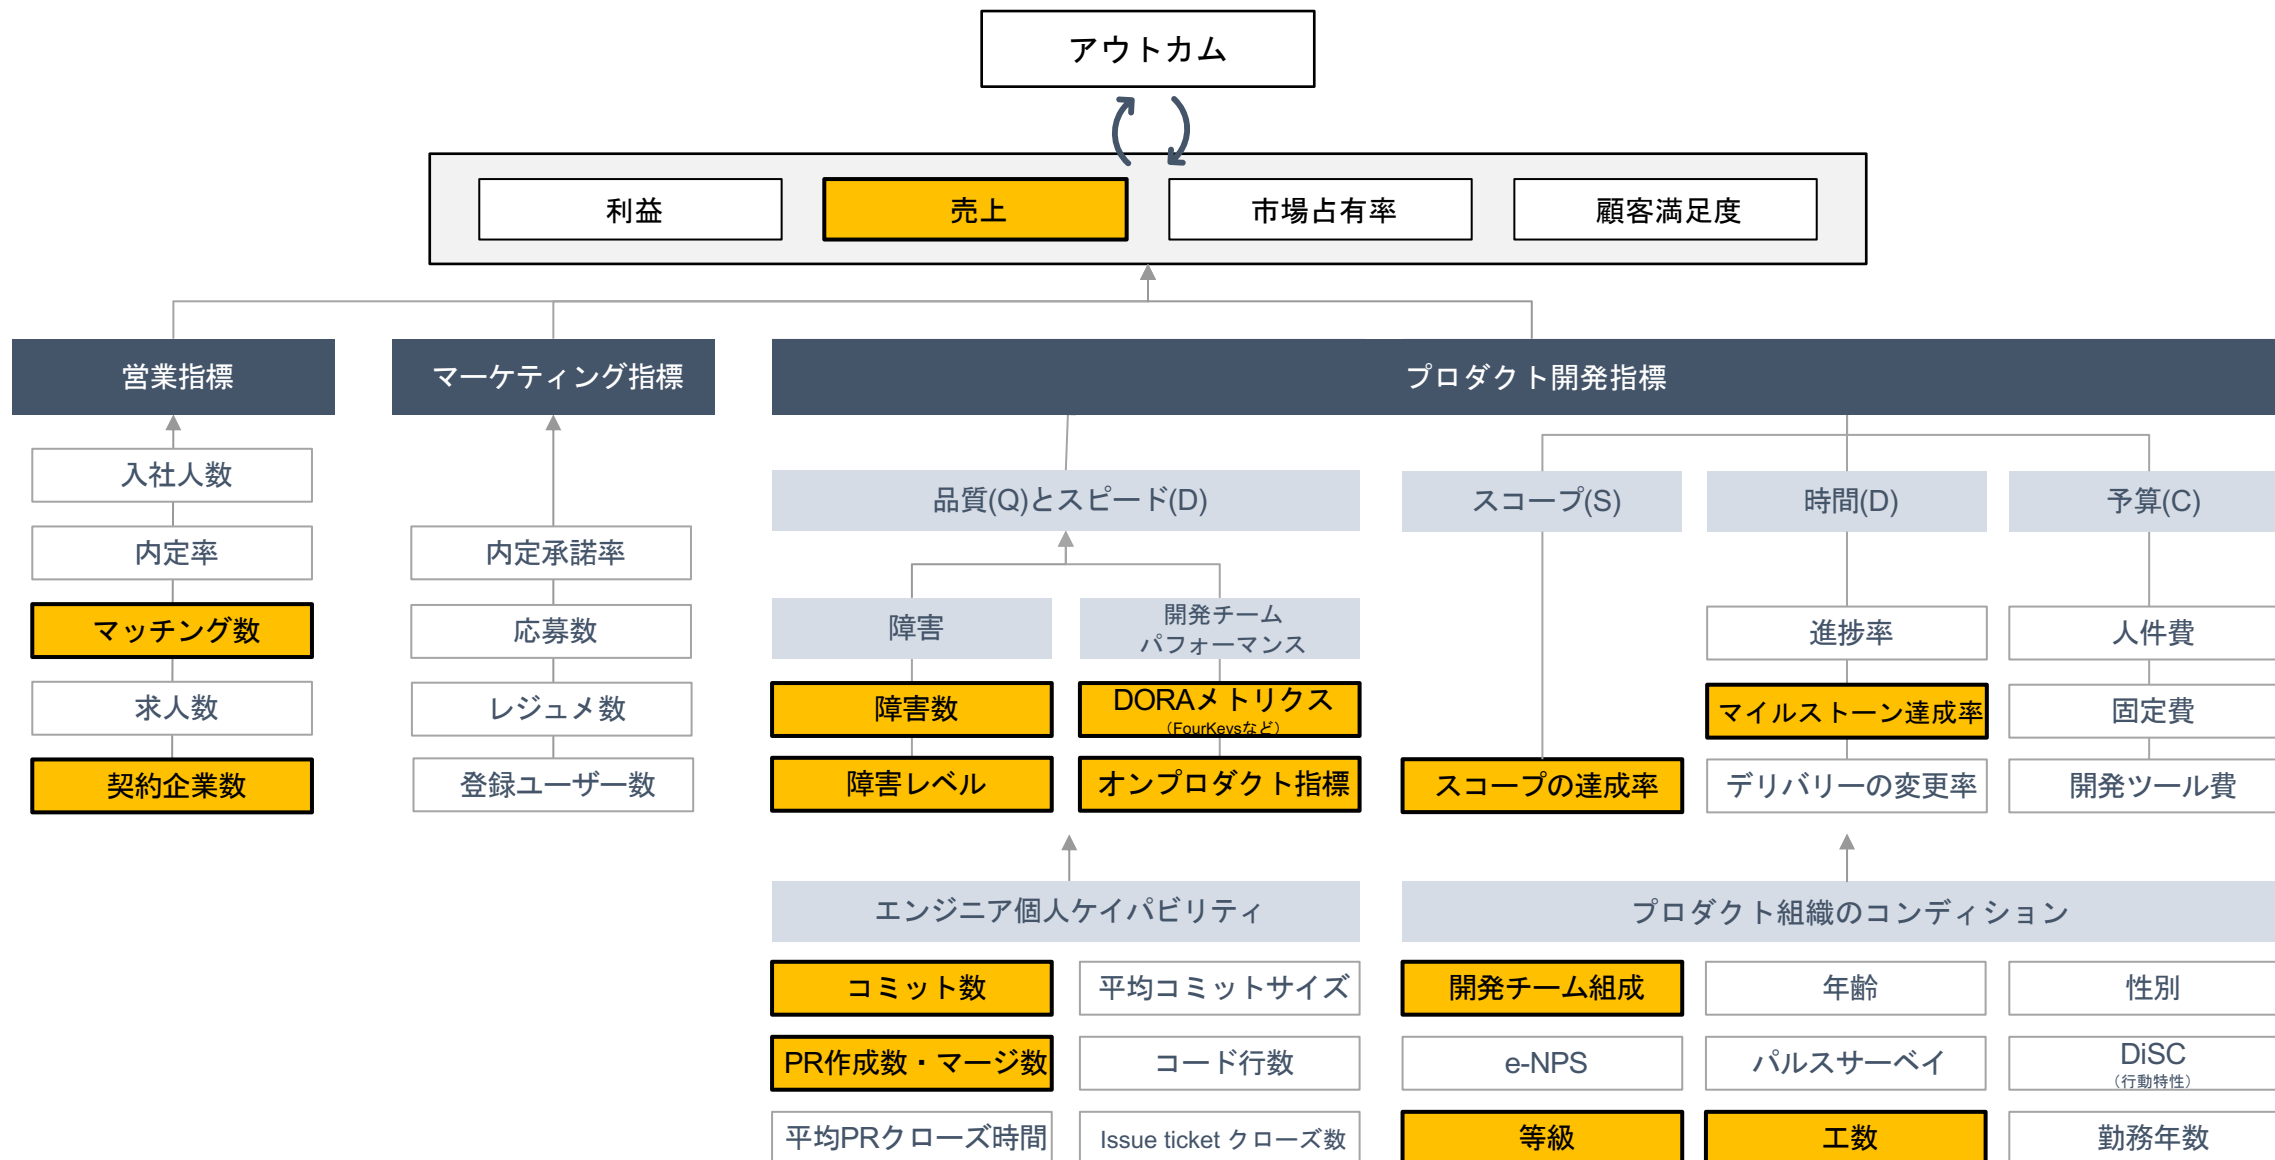 アウトカム
利益
売上
市場占有率
顧客満足度
営業指標
マーケティング指標
プロダクト開発指標
入社人数
内定率
マッチング数
求人数
契約企業数
内定承諾率
応募数
レジュメ数
登録ユーザー数
品質(Q)とスピード(D)
スコープ(S)
時間(D)
予算(C)
障害
開発チーム
パフォーマンス
障害数
DORAメトリクス
（FourKeysなど）
障害レベル
オンプロダクト指標
スコープの達成率
進捗率
マイルストーン達成率
デリバリーの変更率
人件費
固定費
開発ツール費
エンジニア個人ケイパビリティ
プロダクト組織のコンディション
コミット数
平均コミットサイズ
PR作成数・マージ数
コード行数
平均PRクローズ時間
Issue ticket クローズ数
開発チーム組成
年齢
性別
e-NPS
パルスサーベイ
DiSC
（行動特性）
等級
工数
勤務年数